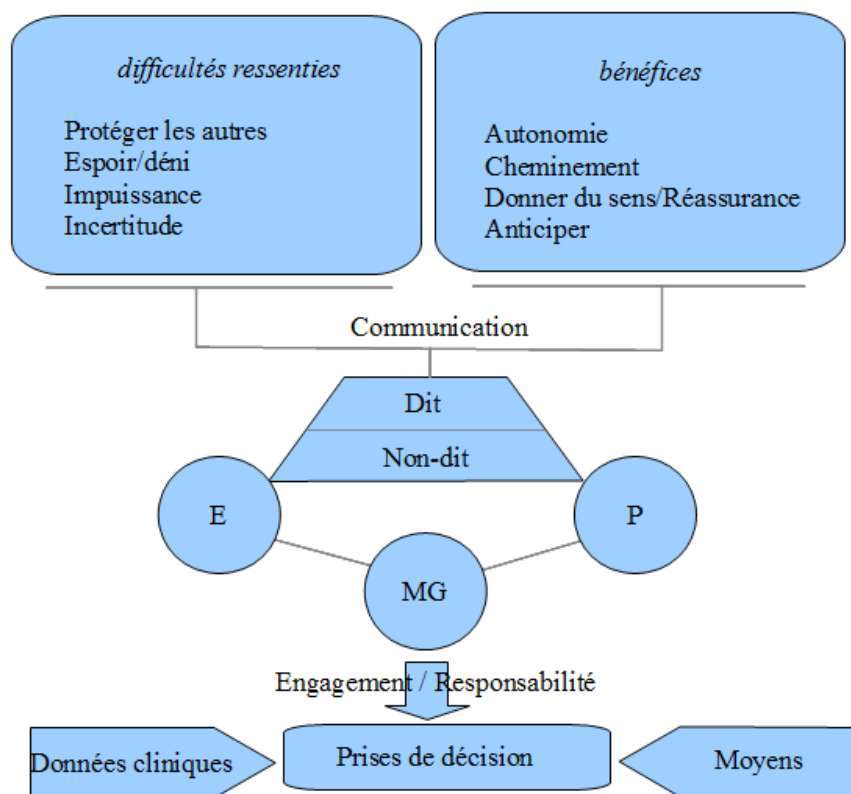 difficultés ressenties
Protéger les autres
Espoir/déni
Impuissance
Incertitude
bénéfices
Autonomie
Cheminement
Donner du sens/Réassurance
Anticiper
Communication
Dit
Non-dit
E
P
MG
Engagement / Responsabilité
Données cliniques
Prises de décision
Moyens